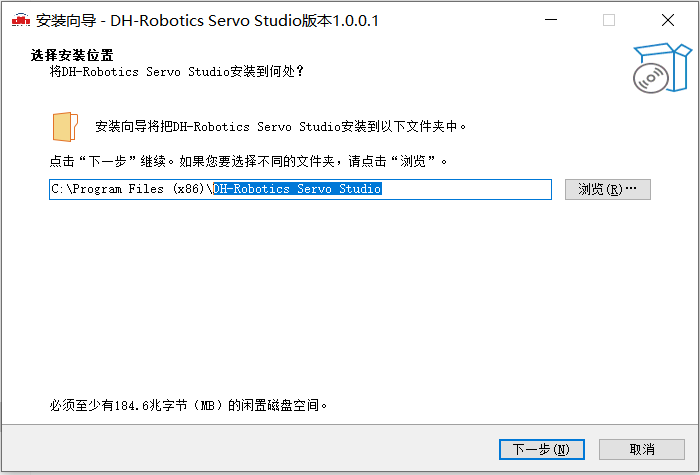 安装向导 - DH-Robotics Servo Studio版本1.0.0.1
选择安装位置
将DH-Robotics Servo Studio安装到何处？
安装向导将把DH-Robotics Servo Studio安装到以下文件夹中。
点击“下一步”继续。如果您要选择不同的文件夹，请点击“浏览”。
C:\Program Files (x86)\DH-Robotics Servo Studio
浏览(R)…
必须至少有184.6兆字节（MB）的闲置磁盘空间。
下一步(N)
取消